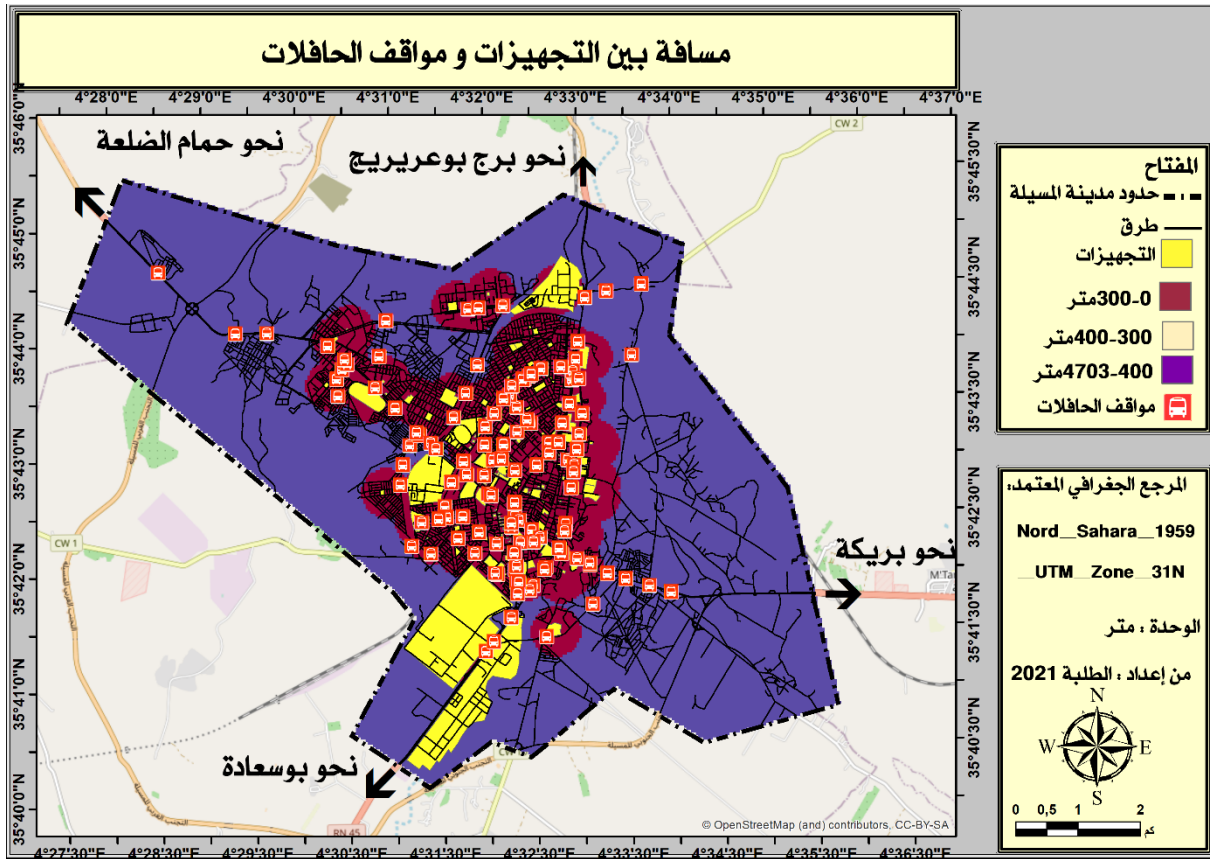 مسافة بين التجهيزات و مواقف الحافلات
4°28'0"E 4°29'0"E 4°30'0"E 4°31'0"E 4°32'0"E 4°33'0"E 4°34'0"E 4°35'0"E 4°36'0"E 4°37'0"E
35°46'0"N
35°45'0"N
35°44'0"N
35°43'0"N
35°42'0"N
35°41'0"N
35°40'0"N
نحو حمام الضلعة
نحو برج بوعريريج
CW 2
CW 1
نحو بريكة
M'Tar
نحو بوسعادة
RN 45
التجنب الغربي للمسيلة
التجنب الجنوبي للمسيلة
© OpenStreetMap (and) contributors, CC-BY-SA
35°45'30"N
35°44'30"N
35°43'30"N
35°42'30"N
35°41'30"N
35°40'30"N
4°27'30"E 4°28'30"E 4°29'30"E 4°30'30"E 4°31'30"E 4°32'30"E 4°33'30"E 4°34'30"E 4°35'30"E 4°36'30"E
المفتاح
حدود مدينة المسيلة
طرق
التجهيزات
0-300متر
300-400متر
400-4703متر
مواقف الحافلات
المرجع الجغرافي المعتمد:
Nord_Sahara_1959
_UTM_Zone_31N
الوحدة : متر
من إعداد : الطلبة 2021
N
W E
S
0 0,5 1 2
كم